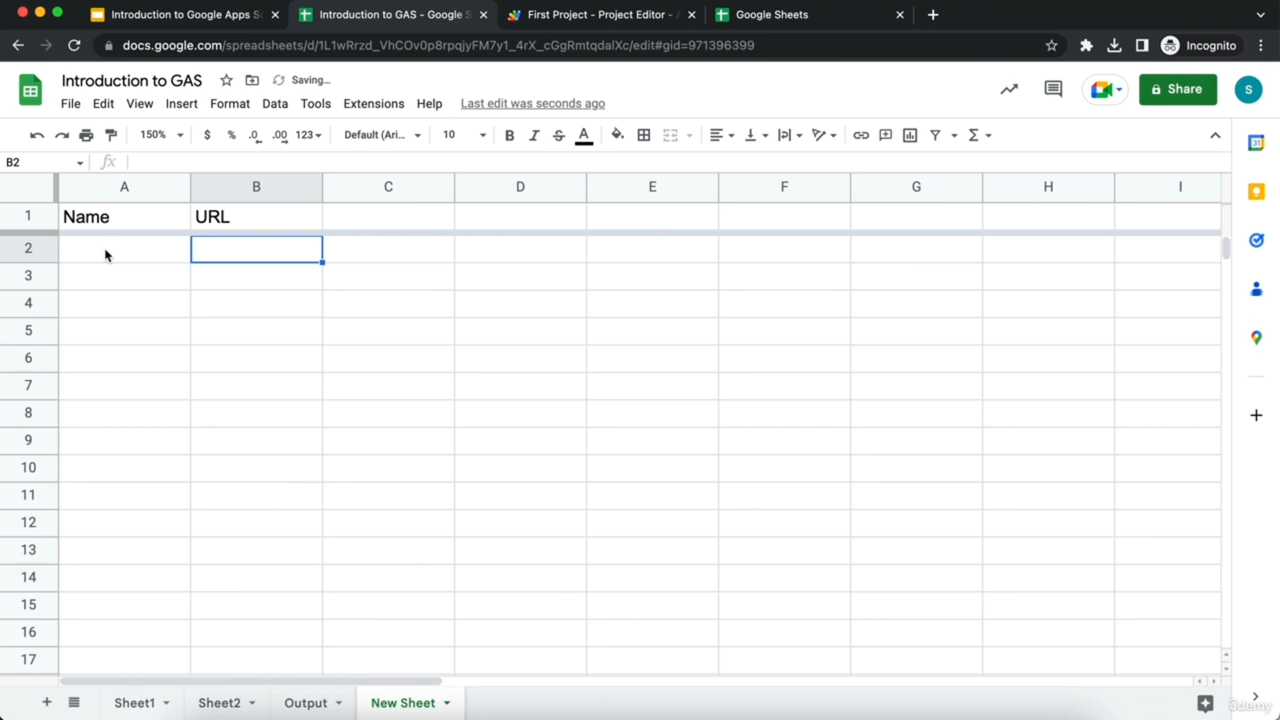 Introduction to Google Apps Sc
Introduction to GAS - Google S
First Project - Project Editor - A
Google Sheets
docs.google.com/spreadsheets/d/1L1wRrzd_VhCOv0p8rpqjyFM7y1_4rX_cGgRmtqdalXc/edit#gid=971396399
Incognito
Introduction to GAS
Saving...
File Edit View Insert Format Data Tools Extensions Help Last edit was seconds ago
Share
S
150% $ % .0 .00 123 Default (Ari... 10 B I S A Σ
B2 fx
A B C D E F G H I
1 Name URL
2
3
4
5
6
7
8
9
10
11
12
13
14
15
16
17
31
+ Sheet1 Sheet2 Output New Sheet
ûdemy